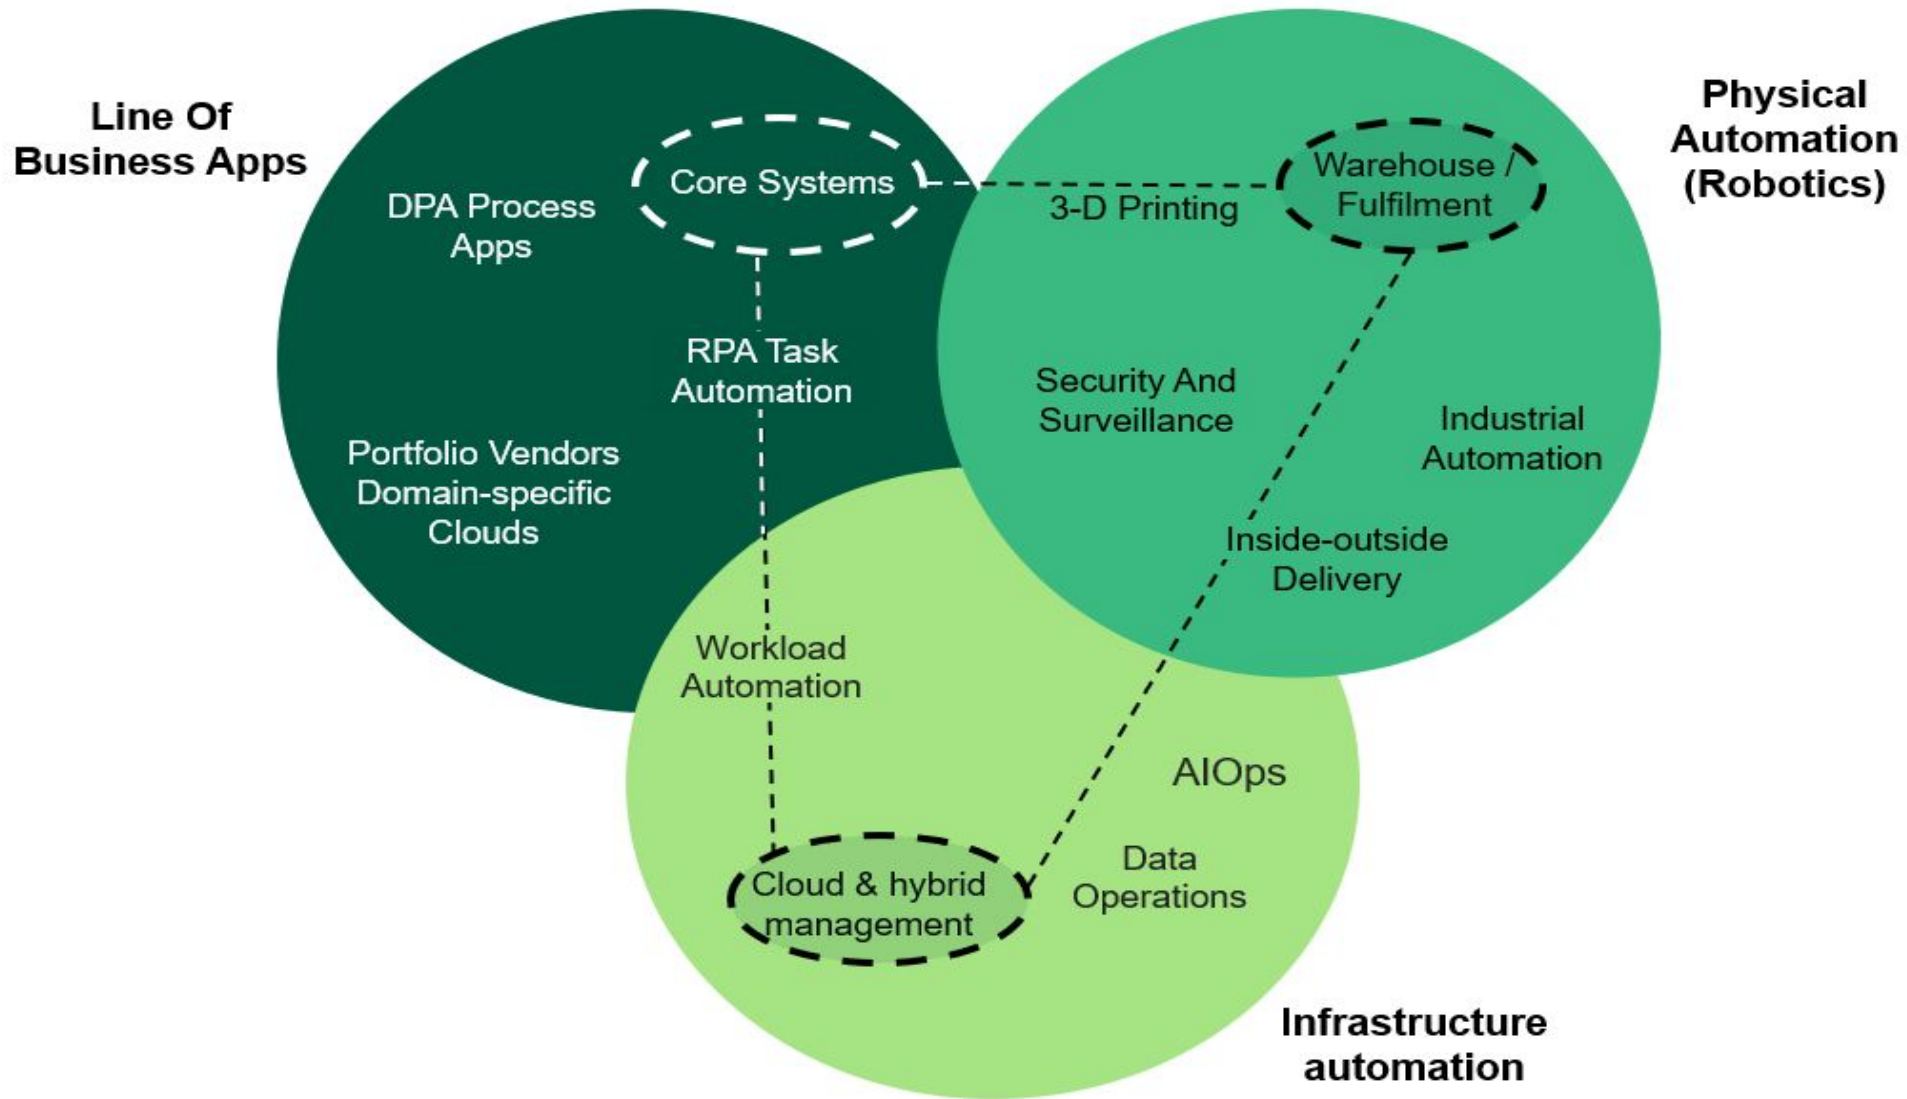 Line Of
Business Apps
Core Systems
DPA Process
Apps
RPA Task
Automation
Portfolio Vendors
Domain-specific
Clouds
Physical
Automation
(Robotics)
Warehouse /
Fulfilment
3-D Printing
Security And
Surveillance
Industrial
Automation
Inside-outside
Delivery
Workload
Automation
AIOps
Data
Operations
Cloud & hybrid
management
Infrastructure
automation